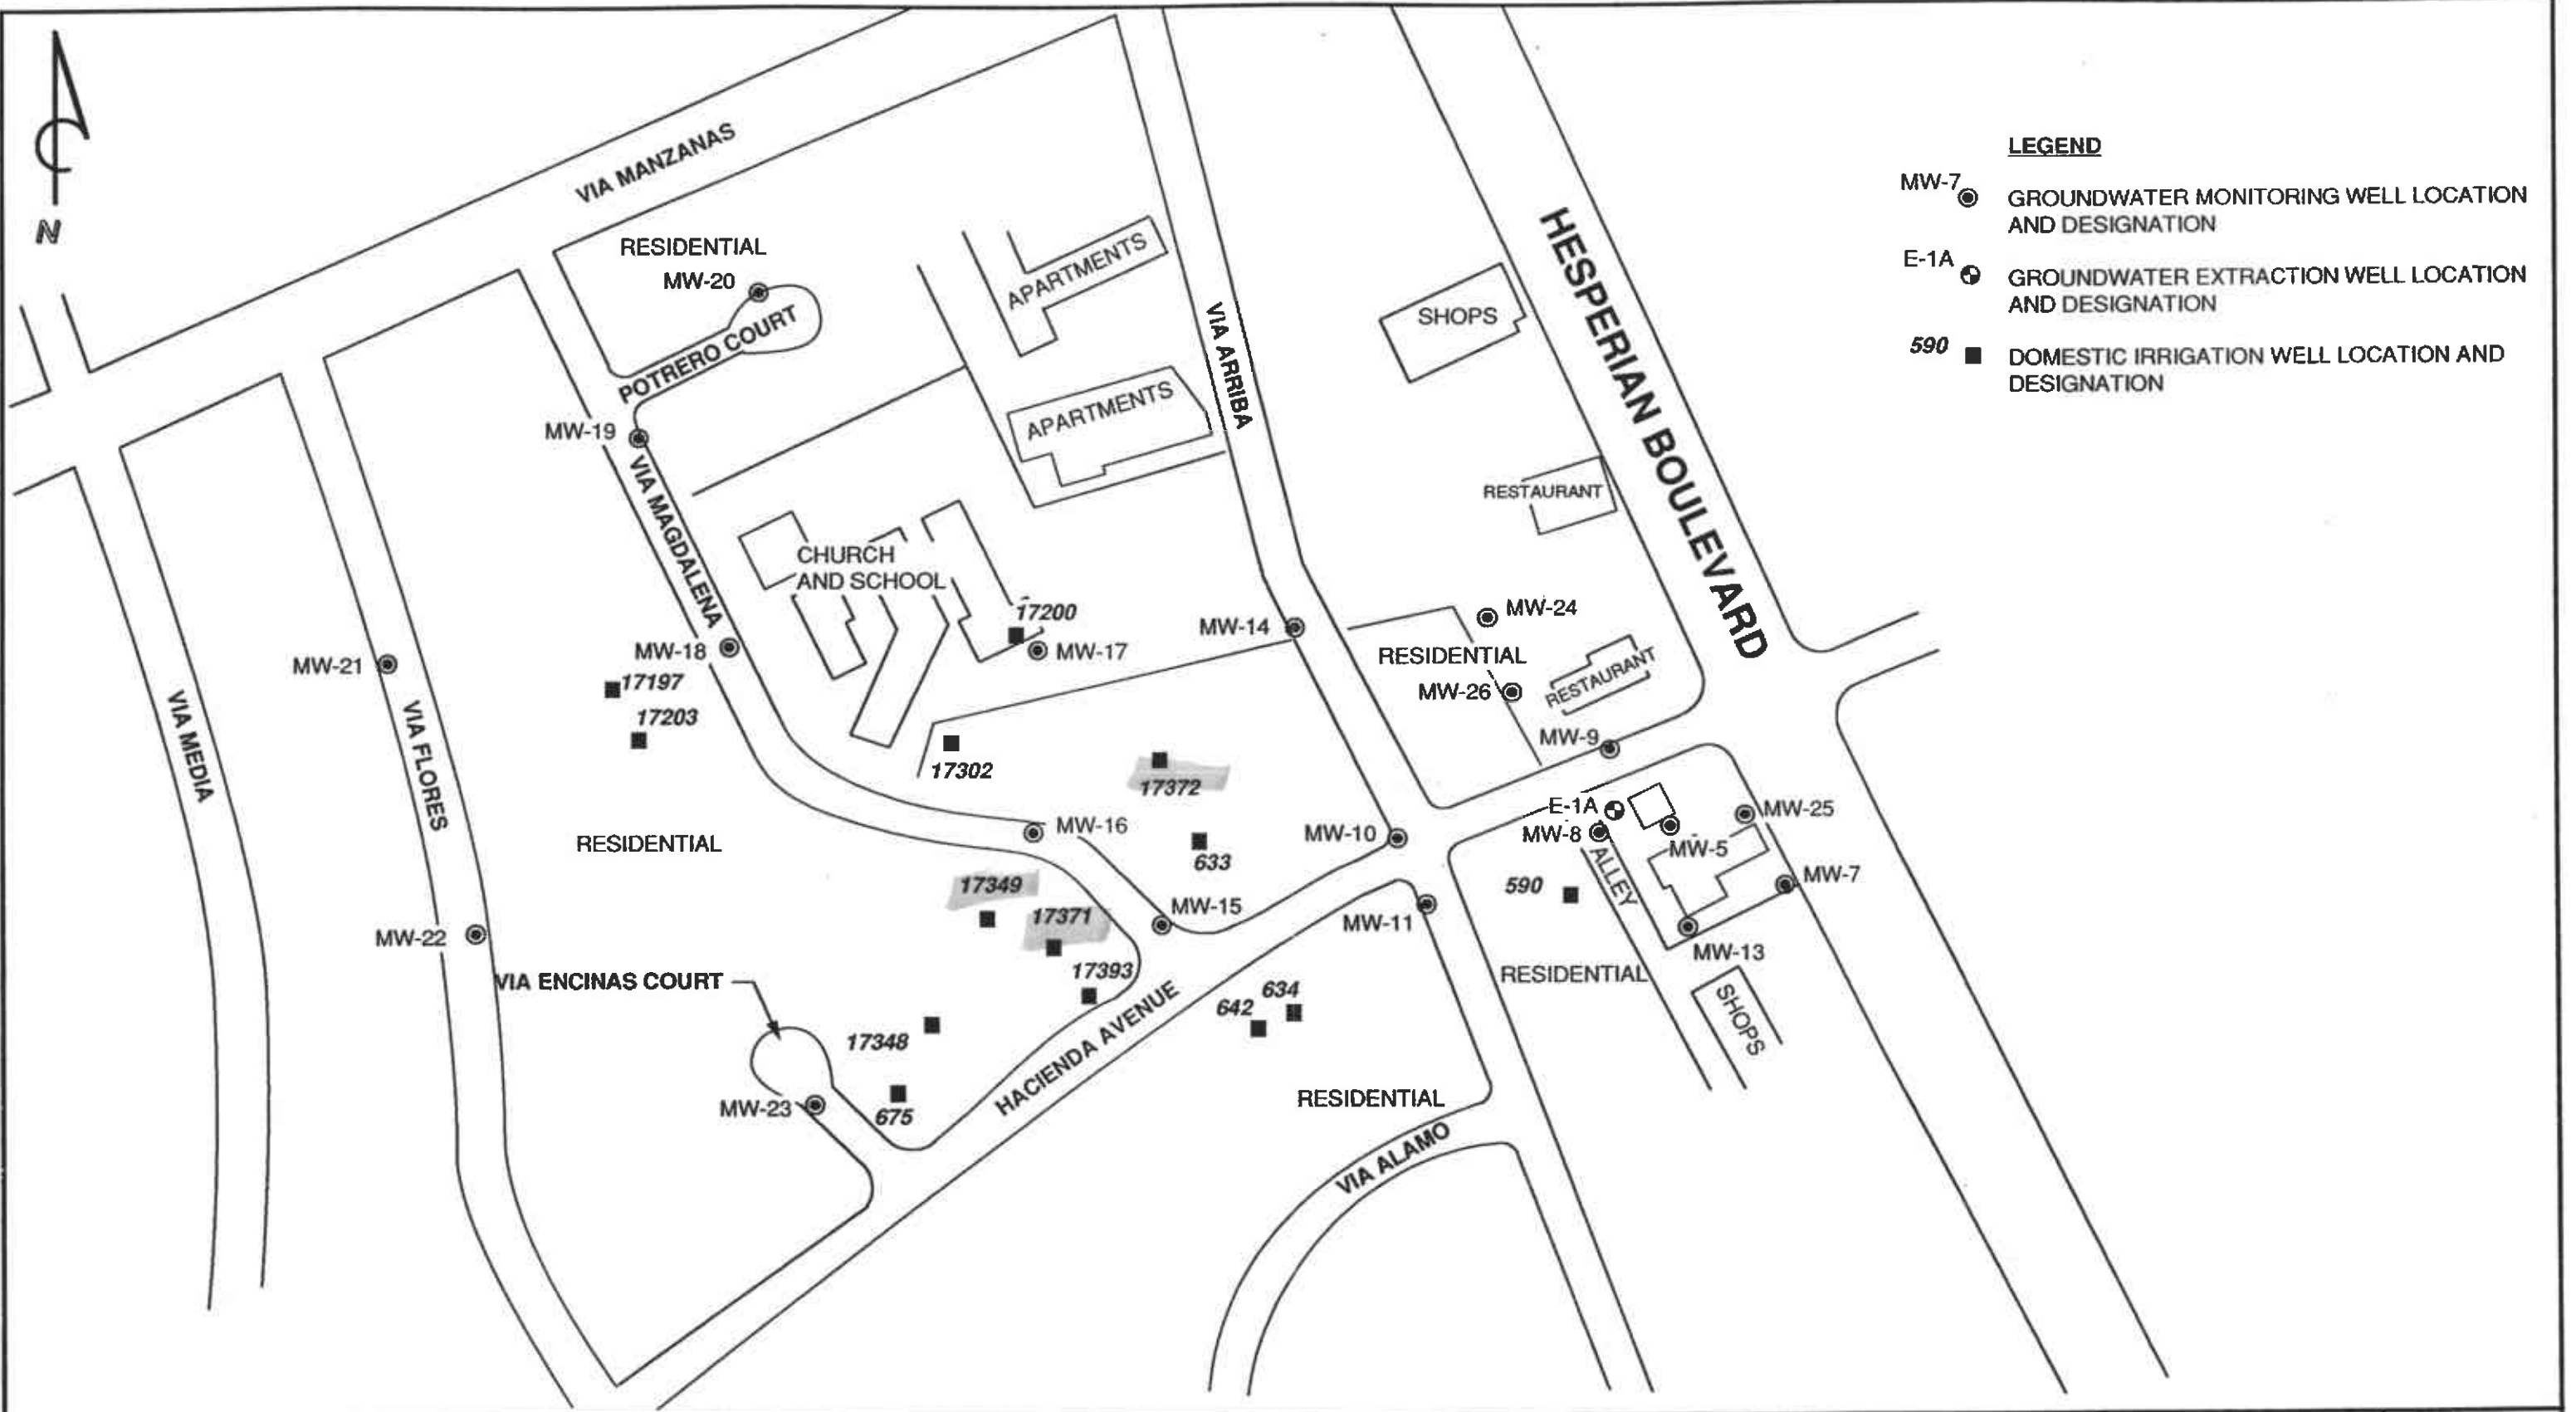 N
VIA MANZANAS
RESIDENTIAL
MW-20
POTRERO COURT
APARTMENTS
APARTMENTS
VIA ARRIBA
SHOPS
HESPERIAN BOULEVARD
LEGEND
MW-7
GROUNDWATER MONITORING WELL LOCATION
AND DESIGNATION
E-1A
GROUNDWATER EXTRACTION WELL LOCATION
AND DESIGNATION
590
DOMESTIC IRRIGATION WELL LOCATION AND
DESIGNATION
MW-19
VIA MAGDALENA
RESTAURANT
CHURCH
AND SCHOOL
17200
MW-17
MW-14
MW-24
RESIDENTIAL
MW-26
RESTAURANT
MW-9
MW-18
MW-21
17197
17203
VIA MEDIA
VIA FLORES
17302
17372
RESIDENTIAL
MW-16
633
MW-10
E-1A
MW-8
MW-25
MW-5
ALLEY
MW-7
590
17349
17371
MW-15
MW-11
MW-22
MW-13
17393
RESIDENTIAL
VIA ENCINAS COURT
634
642
SHOPS
17348
HACIENDA AVENUE
MW-23
675
RESIDENTIAL
VIA ALAMO